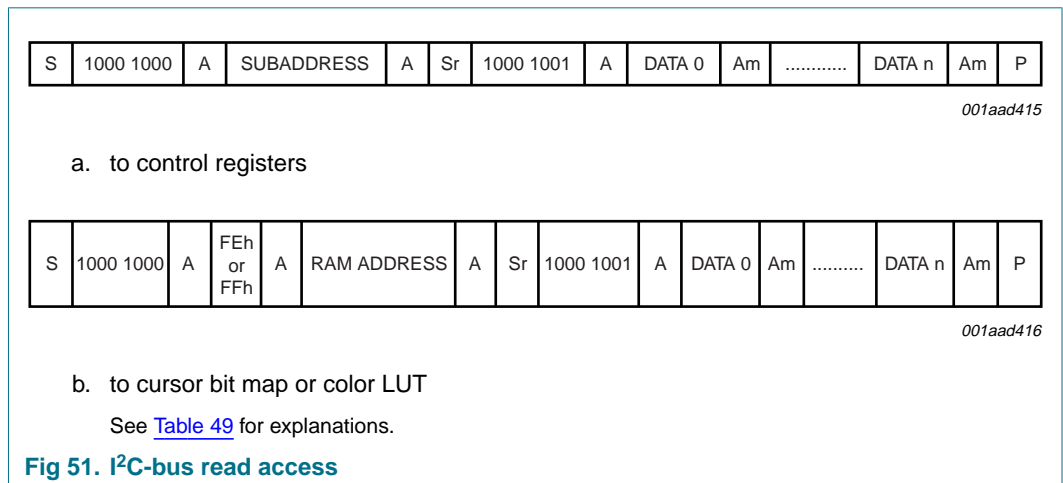 S 1000 1000 A SUBADDRESS A Sr 1000 1001 A DATA 0 Am ............ DATA n Am P
001aad415
a. to control registers
S 1000 1000 A FEh or FFh A RAM ADDRESS A Sr 1000 1001 A DATA 0 Am .......... DATA n Am P
001aad416
b. to cursor bit map or color LUT
See Table 49 for explanations.
Fig 51. I²C-bus read access